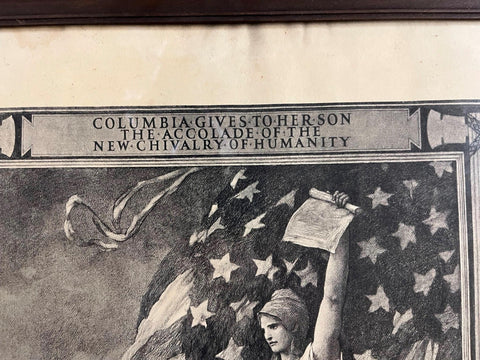 COLUMBIA·GIVES·TO·HER·SON
THE·ACCOLADE·OF·THE
NEW·CHIVALRY·OF·HUMANITY